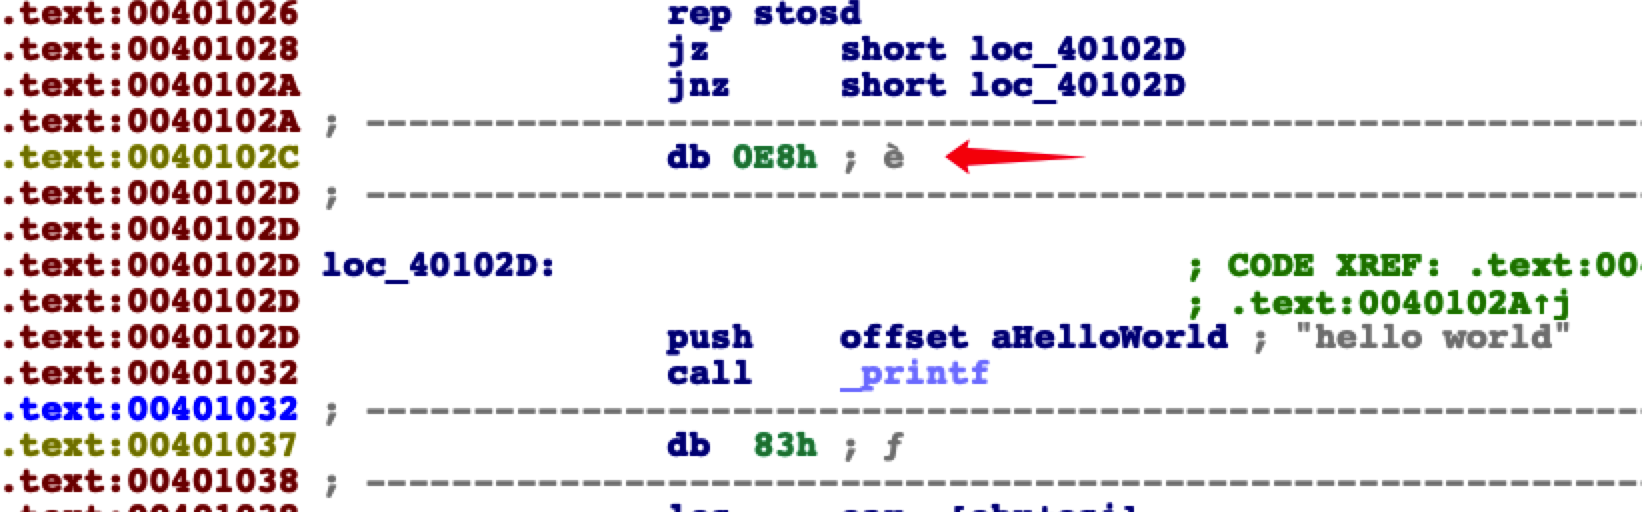 .text:00401026 rep stosd
.text:00401028 jz short loc_40102D
.text:0040102A jnz short loc_40102D
.text:0040102A ; ---------------------------------------------------------------------------
.text:0040102C db 0E8h ; è
.text:0040102D ; ---------------------------------------------------------------------------
.text:0040102D
.text:0040102D loc_40102D: ; CODE XREF: .text:00
.text:0040102D ; .text:0040102A↑j
.text:0040102D push offset aHelloWorld ; "hello world"
.text:00401032 call _printf
.text:00401032 ; ---------------------------------------------------------------------------
.text:00401037 db 83h ; ƒ
.text:00401038 ; ---------------------------------------------------------------------------